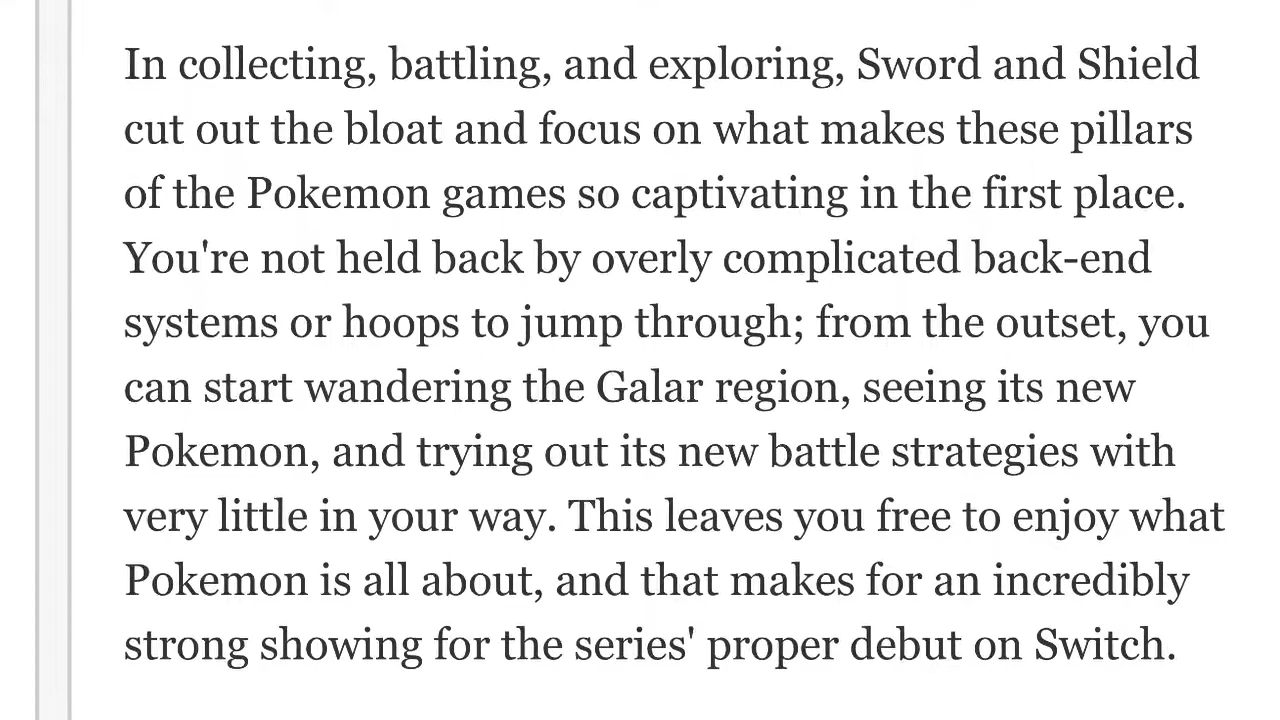 In collecting, battling, and exploring, Sword and Shield
cut out the bloat and focus on what makes these pillars
of the Pokemon games so captivating in the first place.
You're not held back by overly complicated back-end
systems or hoops to jump through; from the outset, you
can start wandering the Galar region, seeing its new
Pokemon, and trying out its new battle strategies with
very little in your way. This leaves you free to enjoy what
Pokemon is all about, and that makes for an incredibly
strong showing for the series' proper debut on Switch.